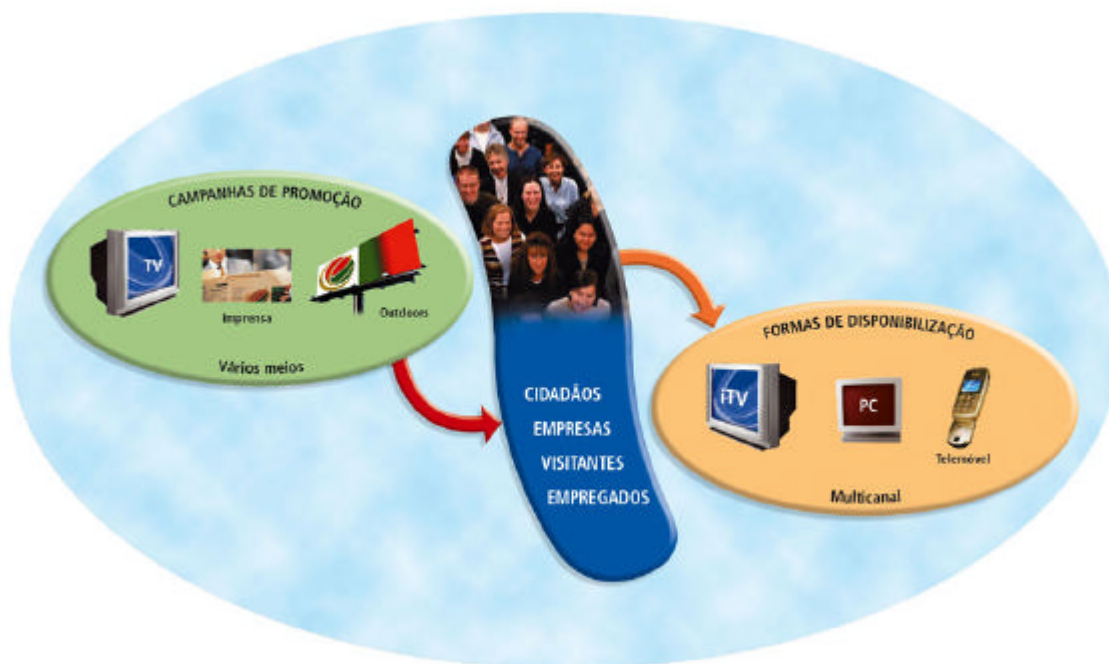 CAMPANHAS DE PROMOÇÃO
TV
Imprensa
Outdoors
Vários meios
CIDADÃOS
EMPRESAS
VISITANTES
EMPREGADOS
FORMAS DE DISPONIBILIZAÇÃO
iTV
PC
Telemóvel
Multicanal